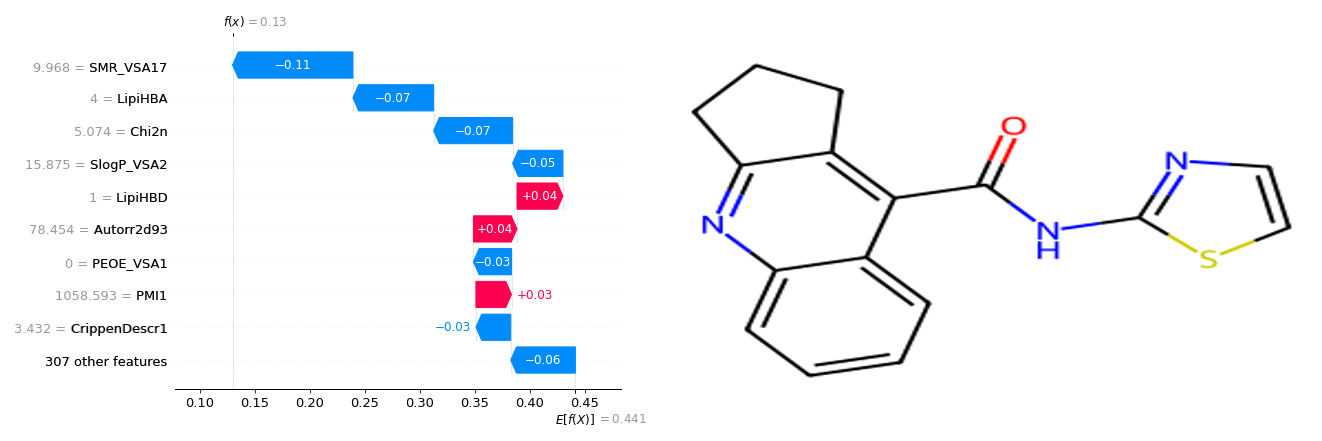 f(x) = 0.13
9.968 = SMR_VSA17
−0.11
4 = LipiHBA
−0.07
5.074 = Chi2n
−0.07
15.875 = SlogP_VSA2
−0.05
1 = LipiHBD
+0.04
78.454 = Autorr2d93
+0.04
0 = PEOE_VSA1
−0.03
1058.593 = PMI1
+0.03
3.432 = CrippenDescr1
−0.03
307 other features
−0.06
0.10 0.15 0.20 0.25 0.30 0.35 0.40 0.45
E[f(X)] = 0.441
O
N
N
N
H
S